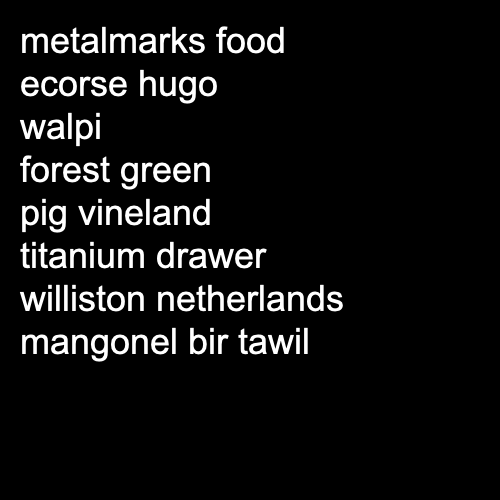 metalmarks food
ecorse hugo
walpi
forest green
pig vineland
titanium drawer
williston netherlands
mangonel bir tawil